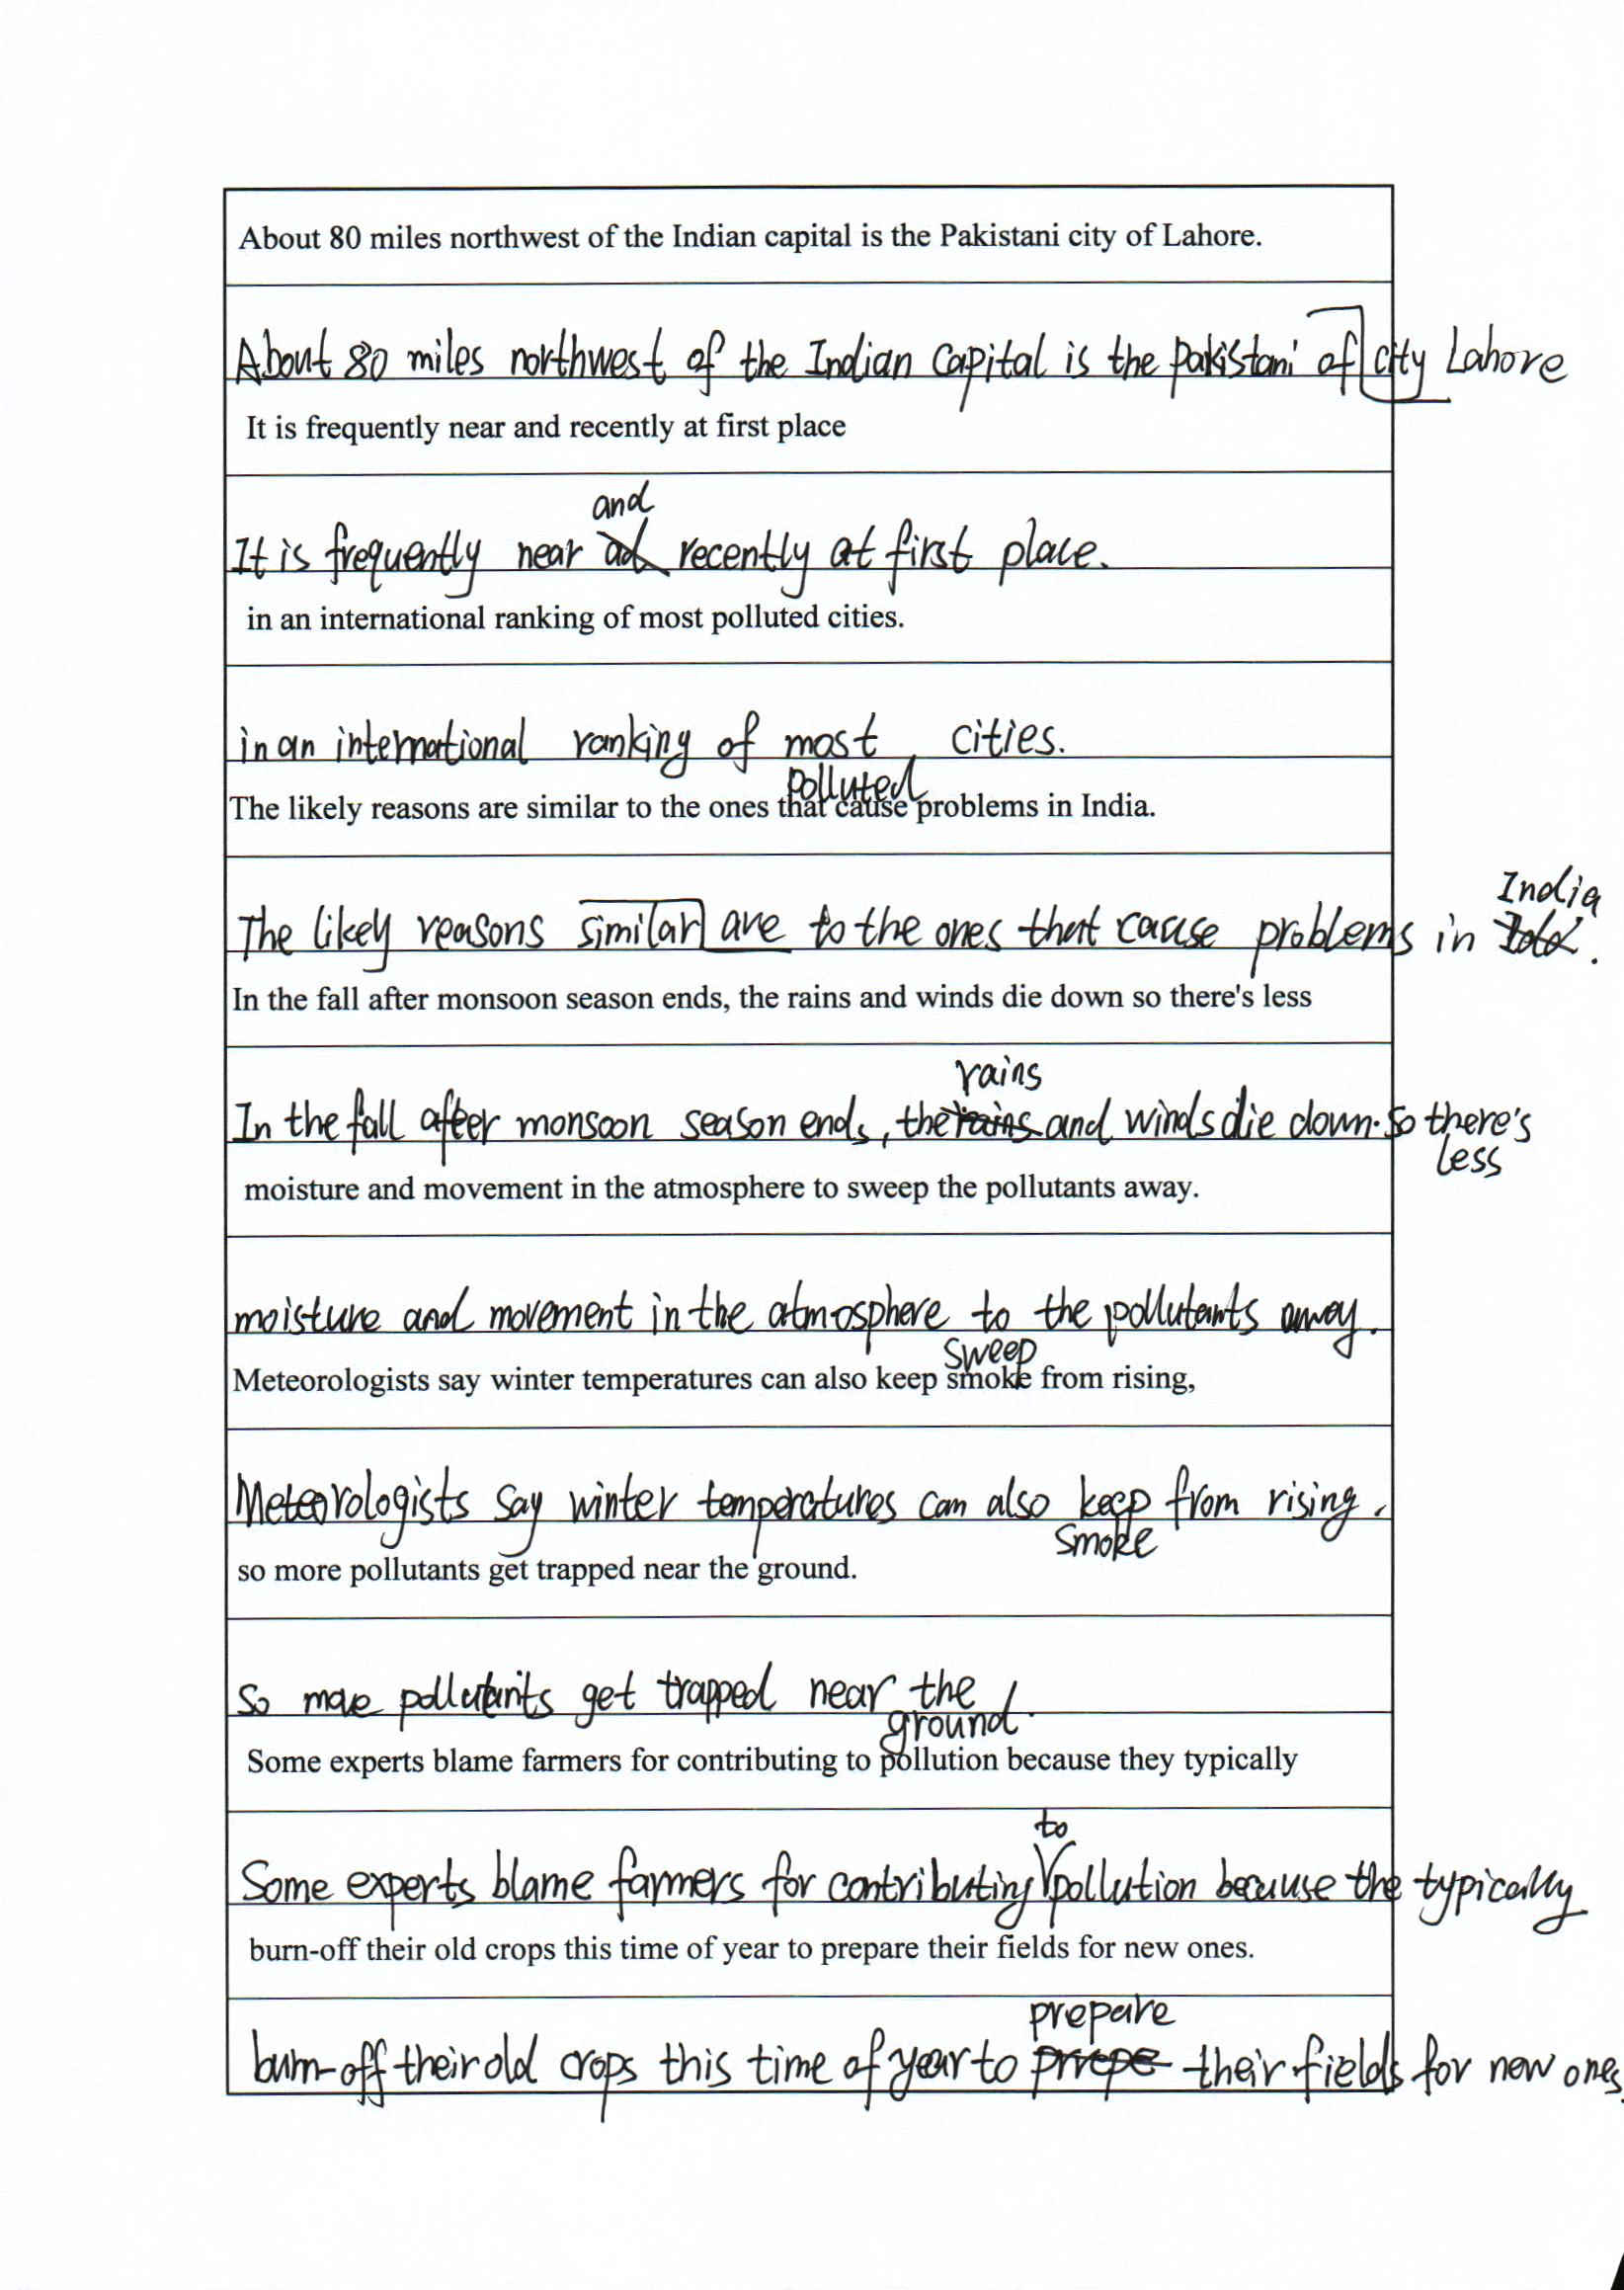 About 80 miles northwest of the Indian capital is the Pakistani city of Lahore.
About 80 miles northwest of the Indian Capital is the pakistani city of Lahore
It is frequently near and recently at first place
It is frequently near and recently at first place.
in an international ranking of most polluted cities.
in an international ranking of most polluted cities.
The likely reasons are similar to the ones that cause problems in India.
The likely reasons are similar to the ones that cause problems in India.
In the fall after monsoon season ends, the rains and winds die down so there's less
In the fall after monsoon season ends, the rains and winds die down. so there's less
moisture and movement in the atmosphere to sweep the pollutants away.
moisture and movement in the atmosphere to sweep the pollutants away.
Meteorologists say winter temperatures can also keep smoke from rising,
Meteorologists say winter temperatures can also keep smoke from rising,
so more pollutants get trapped near the ground.
so more pollutants get trapped near the ground.
Some experts blame farmers for contributing to pollution because they typically
Some experts blame farmers for contributing to pollution because the typically
burn-off their old crops this time of year to prepare their fields for new ones.
burn-off their old crops this time of year to prepare their fields for new ones.